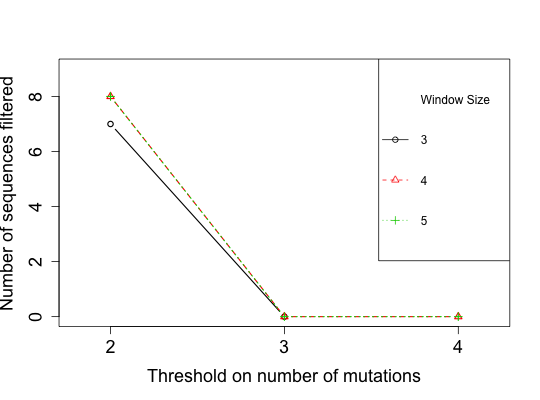 Number of sequences filtered
8
6
4
2
0
Window Size
3
4
5
2 3 4
Threshold on number of mutations